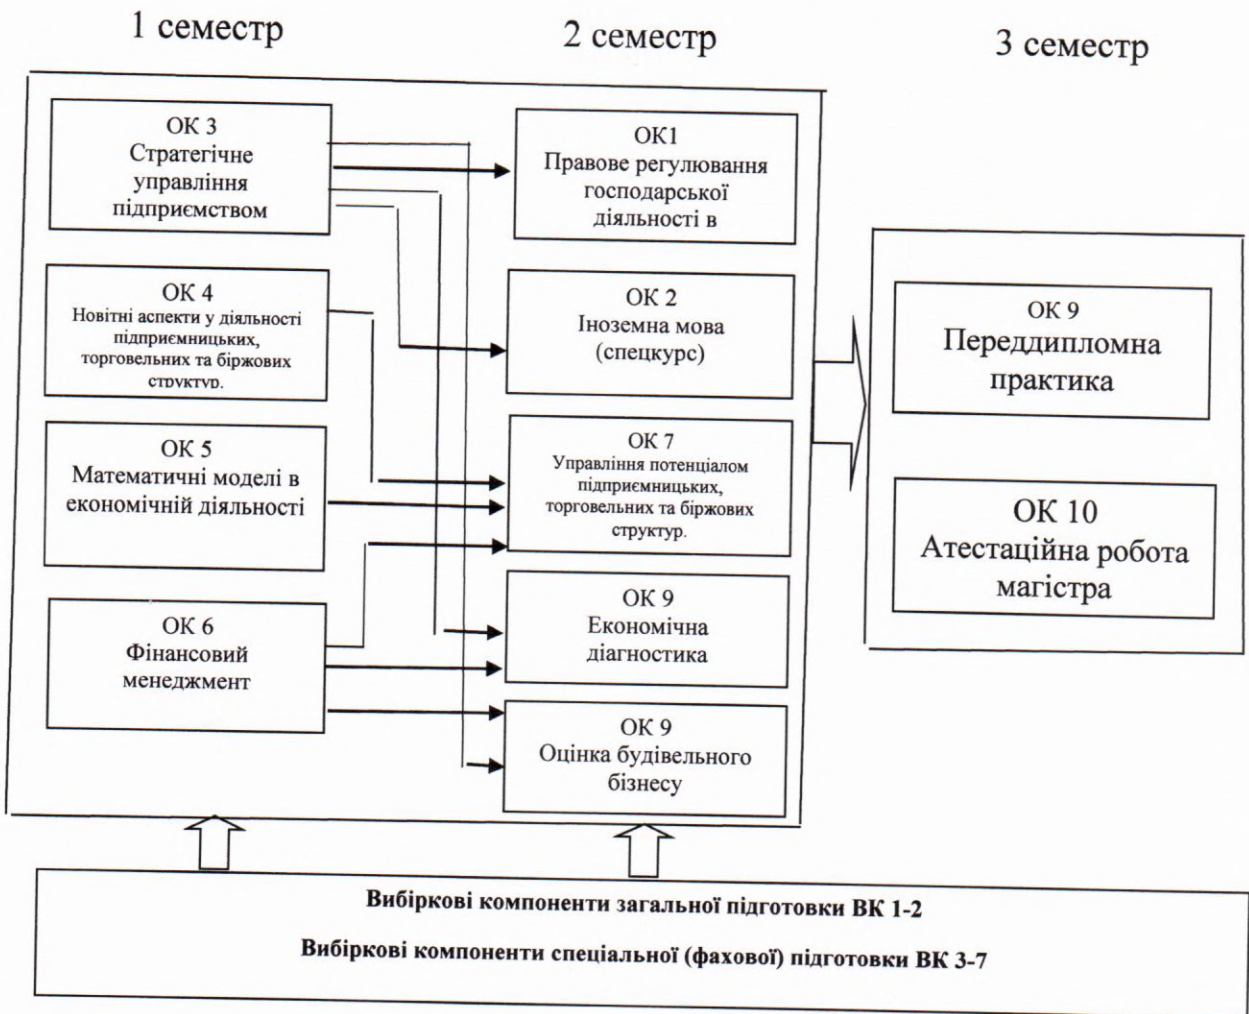 1 семестр
2 семестр
3 семестр
ОК 3
Стратегічне
управління
підприємством
ОК 4
Новітні аспекти у діяльності
підприємницьких,
торговельних та біржових
структур.
ОК 5
Математичні моделі в
економічній діяльності
ОК 6
Фінансовий
менеджмент
ОК1
Правове регулювання
господарської
діяльності в
ОК 2
Іноземна мова
(спецкурс)
ОК 7
Управління потенціалом
підприємницьких,
торговельних та біржових
структур.
ОК 9
Економічна
діагностика
ОК 9
Оцінка будівельного
бізнесу
ОК 9
Переддипломна
практика
ОК 10
Атестаційна робота
магістра
Вибіркові компоненти загальної підготовки ВК 1-2
Вибіркові компоненти спеціальної (фахової) підготовки ВК 3-7